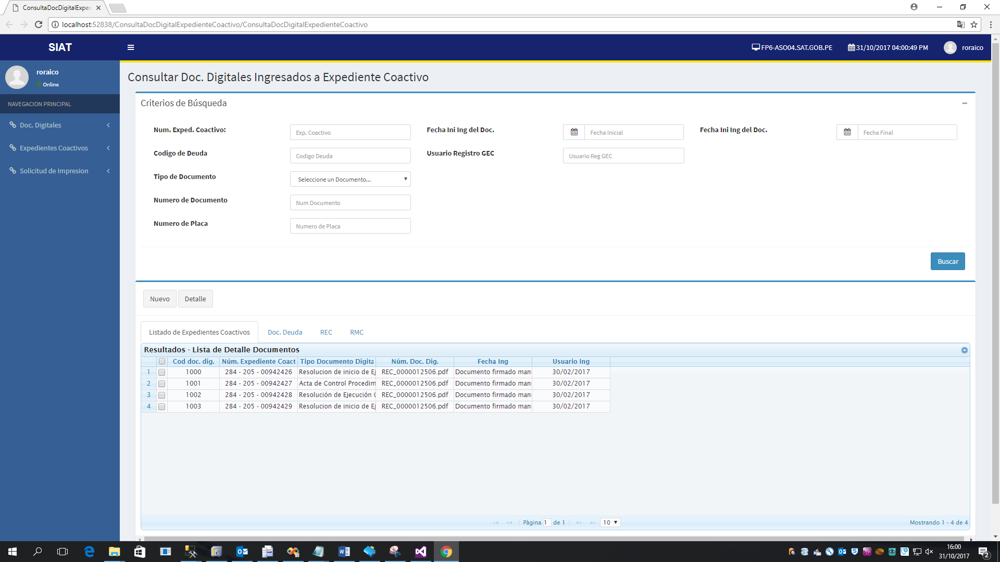 ConsultaDocDigitalExpec
localhost:52838/ConsultaDocDigitalExpedienteCoactivo/ConsultaDocDigitalExpedienteCoactivo
SIAT
FP6-ASO04.SAT.GOB.PE
31/10/2017 04:00:49 PM
roraico
roraico
Online
NAVEGACION PRINCIPAL
Doc. Digitales
Expedientes Coactivos
Solicitud de Impresion
Consultar Doc. Digitales Ingresados a Expediente Coactivo
Criterios de Búsqueda
Num. Exped. Coactivo: Exp. Coactivo Fecha Ini Ing del Doc. Fecha Inicial Fecha Ini Ing del Doc. Fecha Final
Codigo de Deuda Codigo Deuda Usuario Registro GEC Usuario Reg GEC
Tipo de Documento Seleccione un Documento...
Numero de Documento Num Documento
Numero de Placa Numero de Placa
Buscar
Nuevo Detalle
Listado de Expedientes Coactivos Doc. Deuda REC RMC
Resultados - Lista de Detalle Documentos
Cod doc. dig. Núm. Expediente Coact Tipo Documento Digita Núm. Doc. Dig. Fecha Ing Usuario Ing
1 1000 284 - 205 - 00942426 Resolucion de inicio de Ej REC_0000012506.pdf Documento firmado man 30/02/2017
2 1001 284 - 205 - 00942427 Acta de Control Procedim REC_0000012506.pdf Documento firmado man 30/02/2017
3 1002 284 - 205 - 00942428 Resolución de Ejecución C REC_0000012506.pdf Documento firmado man 30/02/2017
4 1003 284 - 205 - 00942429 Resolucion de inicio de Ej REC_0000012506.pdf Documento firmado man 30/02/2017
Página 1 de 1 10 Mostrando 1 - 4 de 4
16:00
31/10/2017
2